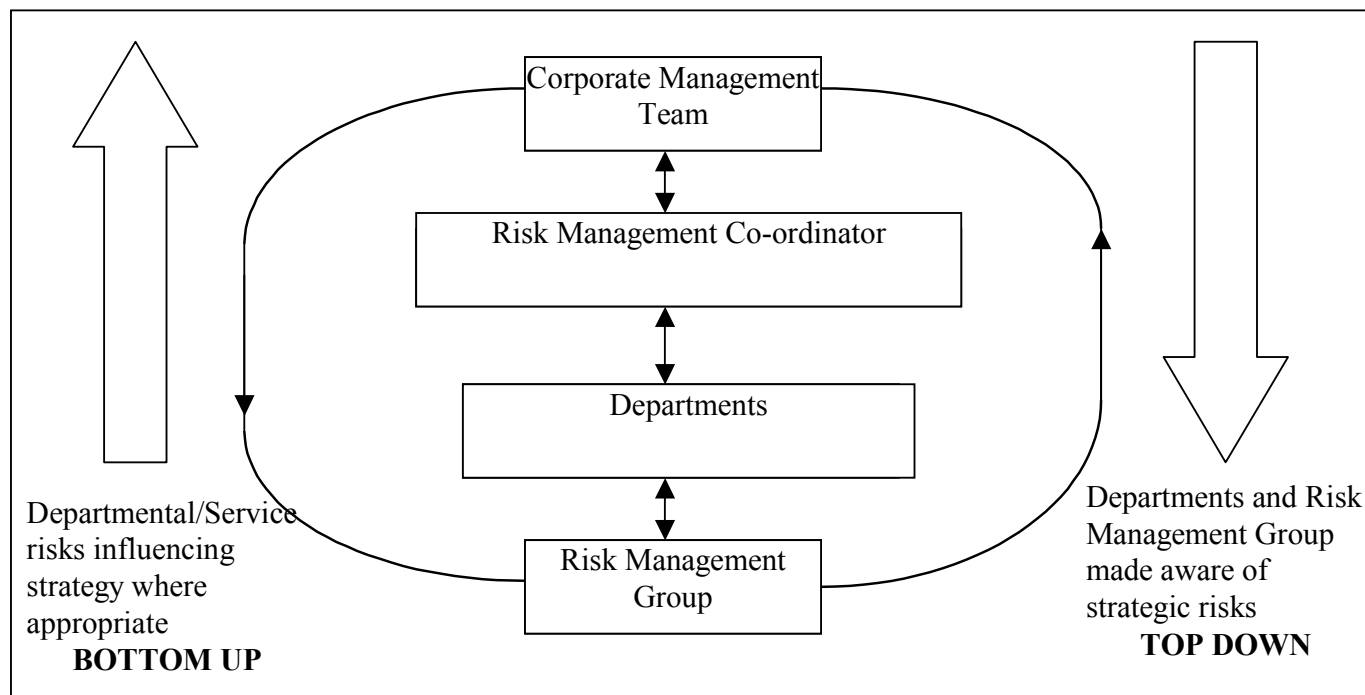 Corporate Management
Team
Risk Management Co-ordinator
Departments
Risk Management
Group
Departmental/Service
risks influencing
strategy where
appropriate
BOTTOM UP
Departments and Risk
Management Group
made aware of
strategic risks
TOP DOWN